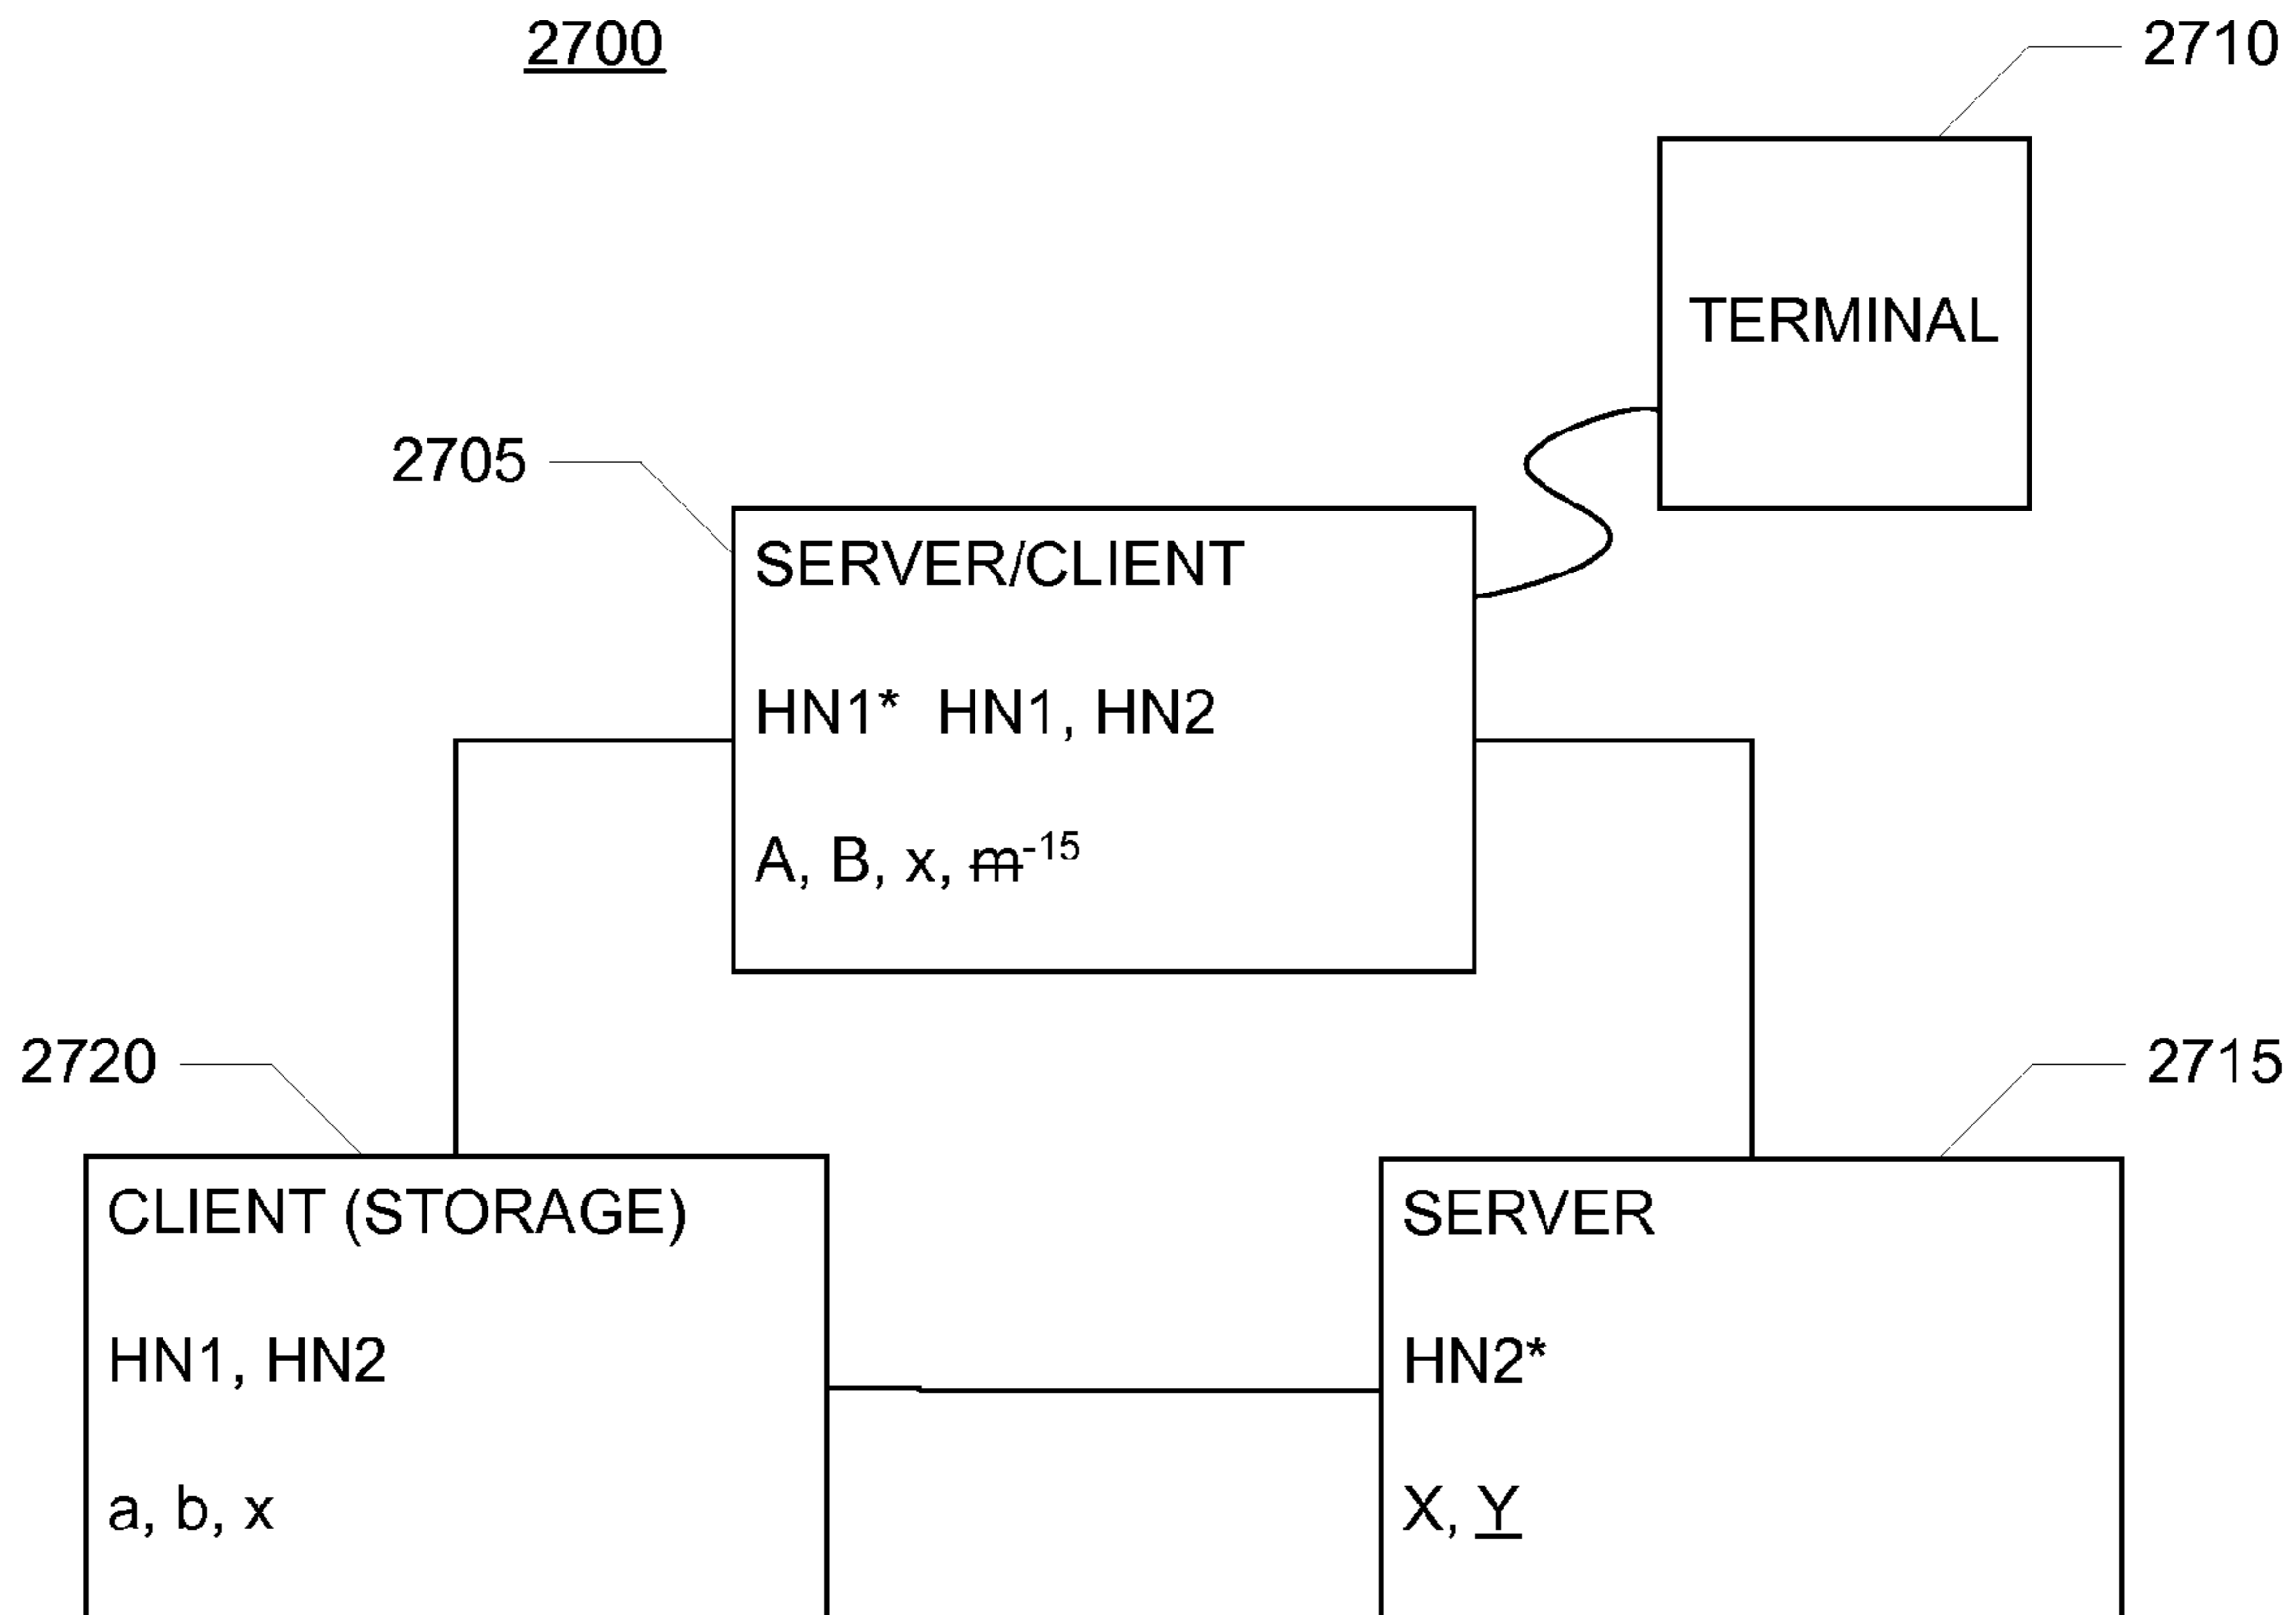 2700
2710
TERMINAL
2705
SERVER/CLIENT
HN1* HN1, HN2
A, B, x, m-15
2720
2715
CLIENT (STORAGE)
HN1, HN2
a, b, x
SERVER
HN2*
X, Y